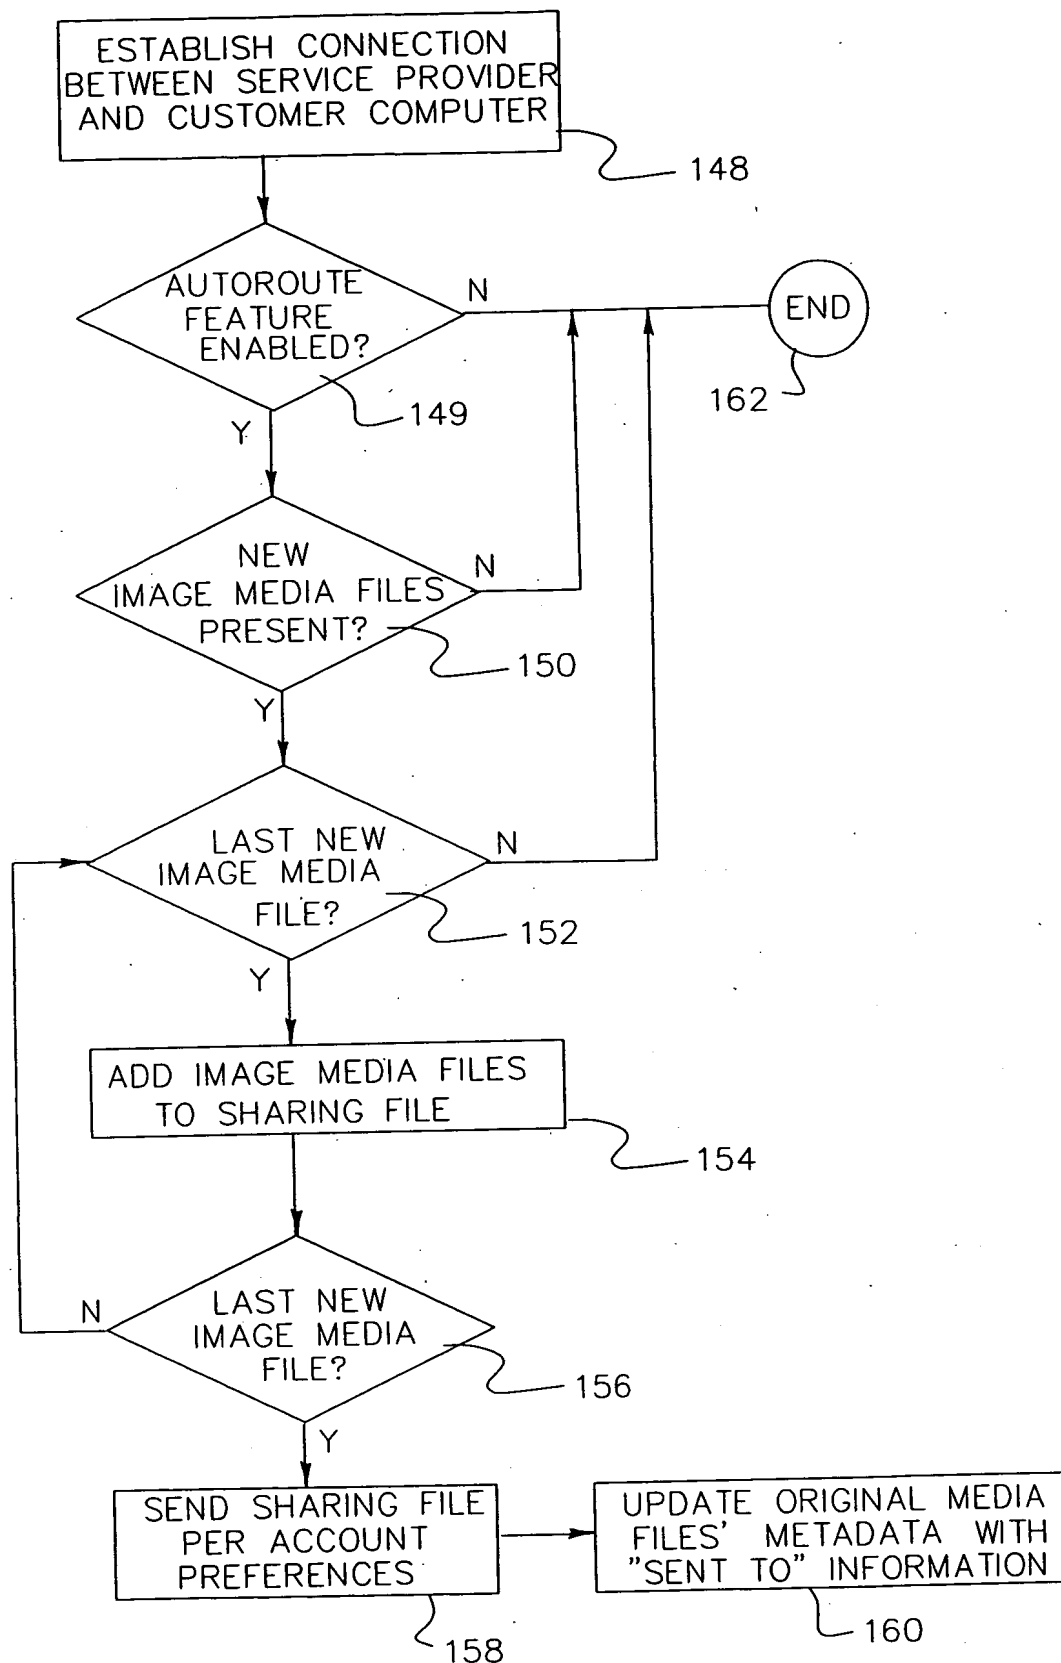 ESTABLISH CONNECTION
BETWEEN SERVICE PROVIDER
AND CUSTOMER COMPUTER
148
AUTOROUTE
FEATURE
ENABLED?
N
END
149
162
Y
NEW
IMAGE MEDIA FILES
PRESENT?
N
150
Y
LAST NEW
IMAGE MEDIA
FILE?
N
152
Y
ADD IMAGE MEDIA FILES
TO SHARING FILE
154
LAST NEW
IMAGE MEDIA
FILE?
N
156
Y
SEND SHARING FILE
PER ACCOUNT
PREFERENCES
158
UPDATE ORIGINAL MEDIA
FILES' METADATA WITH
"SENT TO" INFORMATION
160